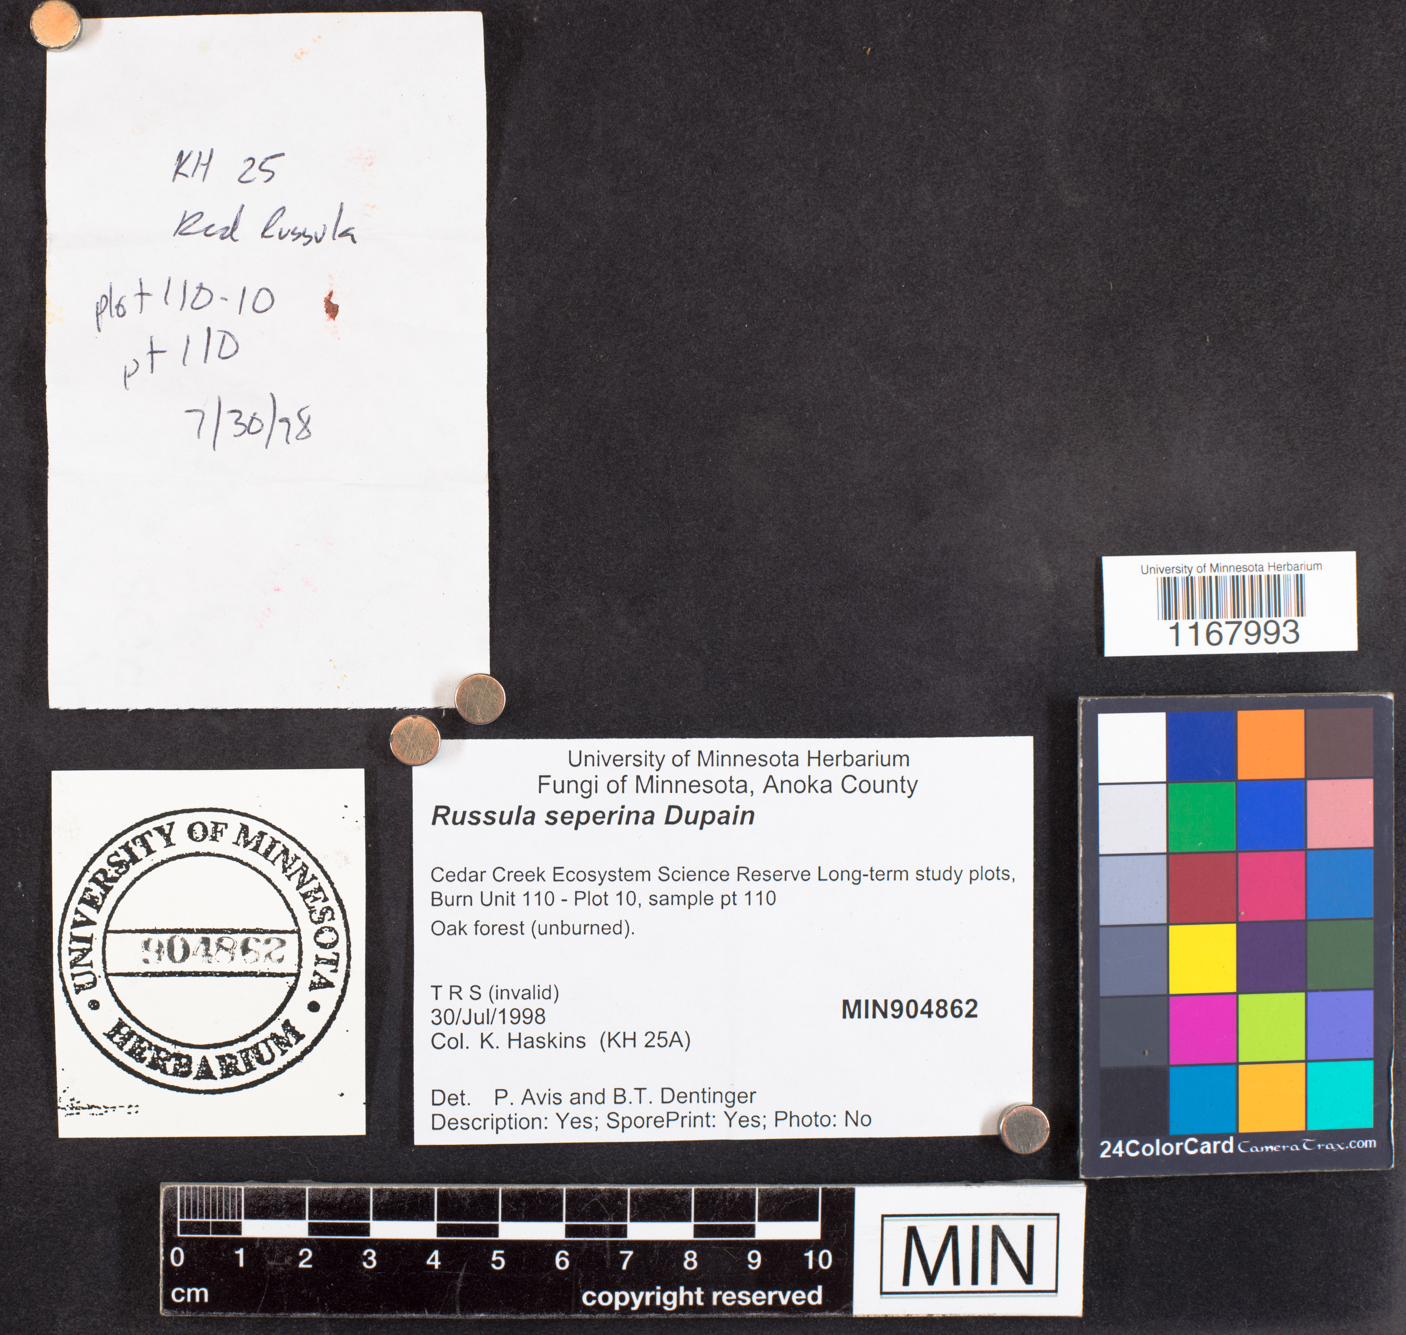 KH 25
Red Russula
plot 110-10
pt 110
7/30/98
University of Minnesota Herbarium
1167993
UNIVERSITY OF MINNESOTA
904862
HERBARIUM
University of Minnesota Herbarium
Fungi of Minnesota, Anoka County
Russula seperina Dupain
Cedar Creek Ecosystem Science Reserve Long-term study plots,
Burn Unit 110 - Plot 10, sample pt 110
Oak forest (unburned).
T R S (invalid)
30/Jul/1998
MIN904862
Col. K. Haskins (KH 25A)
Det. P. Avis and B.T. Dentinger
Description: Yes; SporePrint: Yes; Photo: No
24ColorCard CameraTrax.com
0 1 2 3 4 5 6 7 8 9 10
cm
copyright reserved
MIN